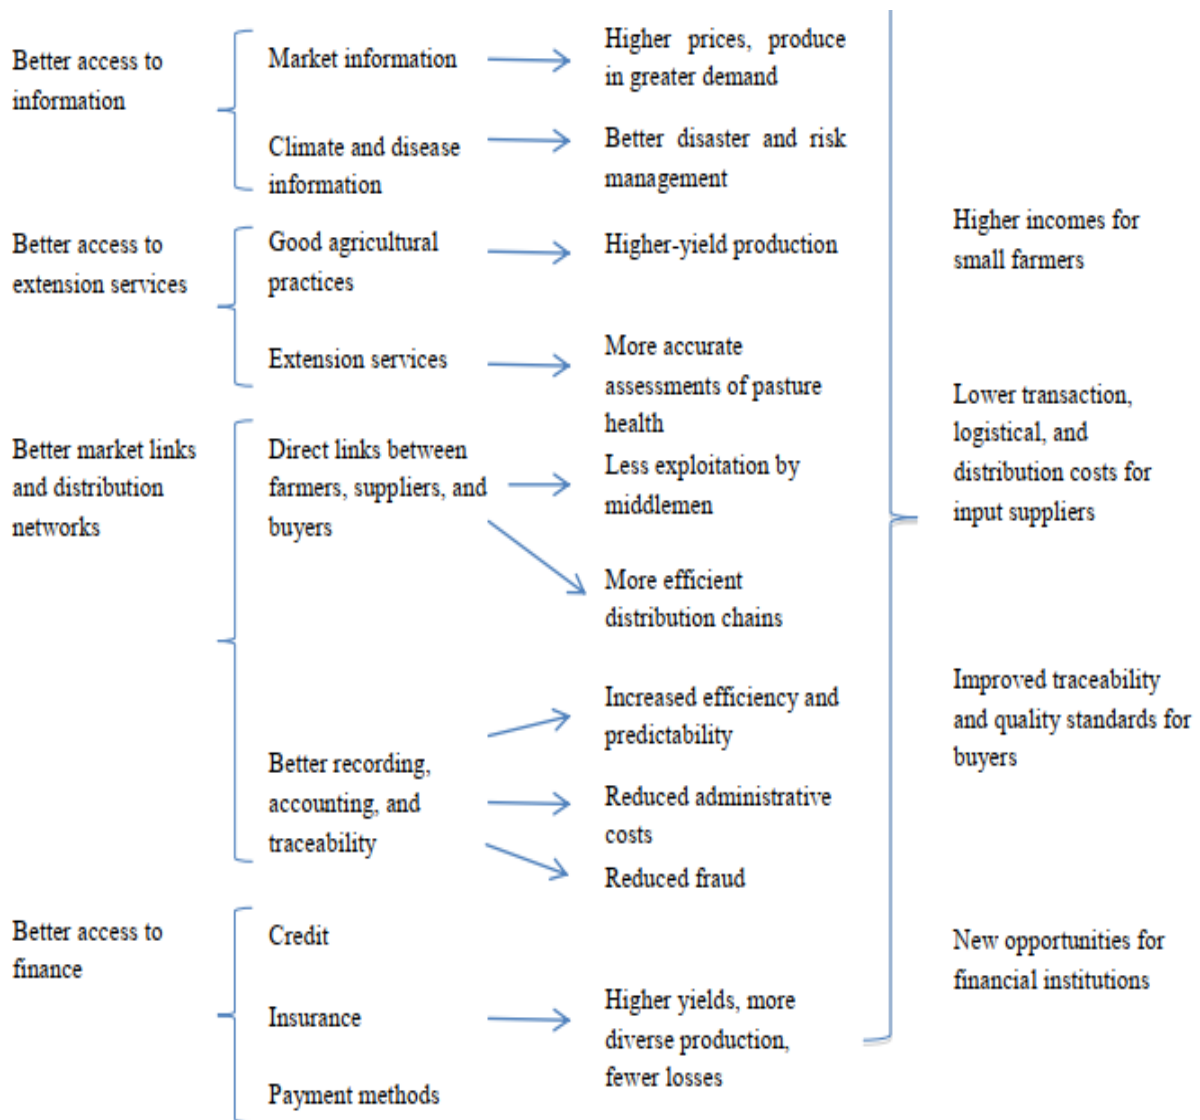 Better access to
information
Market information
Higher prices, produce
in greater demand
Climate and disease
information
Better disaster and risk
management
Better access to
extension services
Good agricultural
practices
Higher-yield production
Extension services
More accurate
assessments of pasture
health
Better market links
and distribution
networks
Direct links between
farmers, suppliers, and
buyers
Less exploitation by
middlemen
More efficient
distribution chains
Better recording,
accounting, and
traceability
Increased efficiency and
predictability
Reduced administrative
costs
Reduced fraud
Better access to
finance
Credit
Insurance
Payment methods
Higher yields, more
diverse production,
fewer losses
Higher incomes for
small farmers
Lower transaction,
logistical, and
distribution costs for
input suppliers
Improved traceability
and quality standards for
buyers
New opportunities for
financial institutions